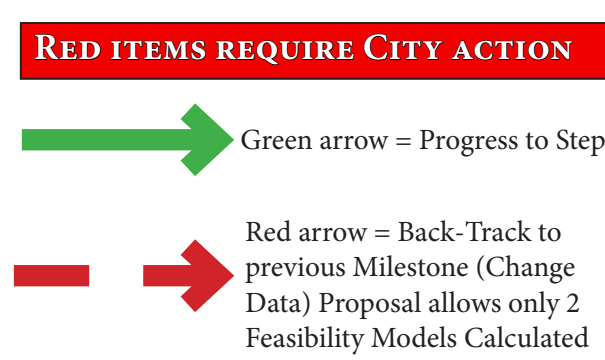 Red items require City action
Green arrow = Progress to Step
Red arrow = Back-Track to
previous Milestone (Change
Data) Proposal allows only 2
Feasibility Models Calculated